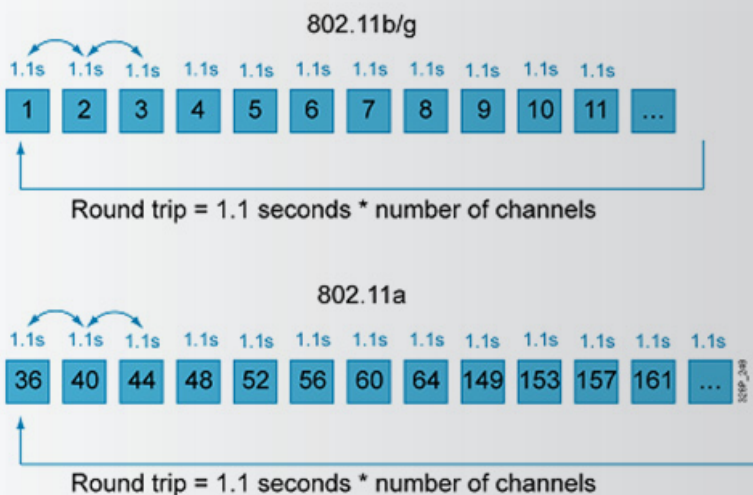 802.11b/g
1.1s 1.1s 1.1s 1.1s 1.1s 1.1s 1.1s 1.1s 1.1s 1.1s 1.1s
1 2 3 4 5 6 7 8 9 10 11 ...
Round trip = 1.1 seconds * number of channels
802.11a
1.1s 1.1s 1.1s 1.1s 1.1s 1.1s 1.1s 1.1s 1.1s 1.1s 1.1s 1.1s 1.1s
36 40 44 48 52 56 60 64 149 153 157 161 ...
Round trip = 1.1 seconds * number of channels